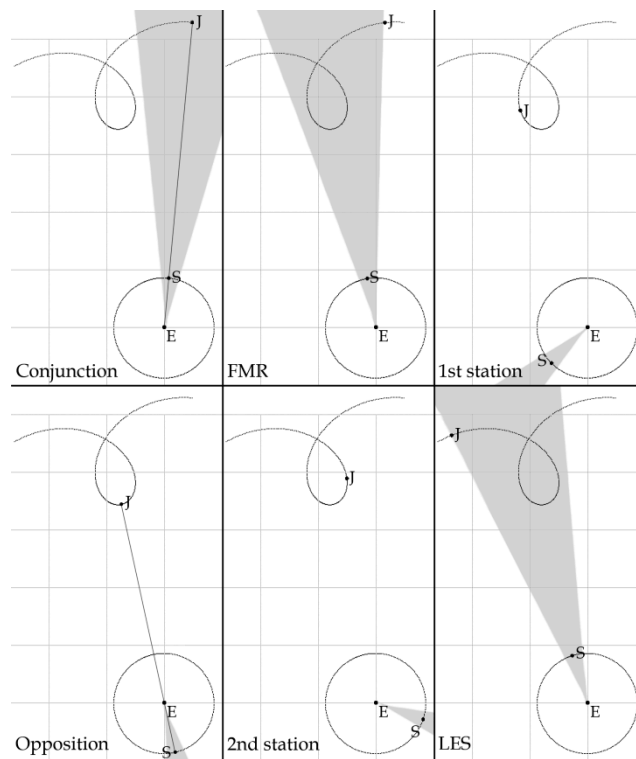 J
S
E
Conjunction
J
S
E
FMR
J
E
S
1st station
J
E
S
Opposition
J
E
S
2nd station
J
S
E
LES